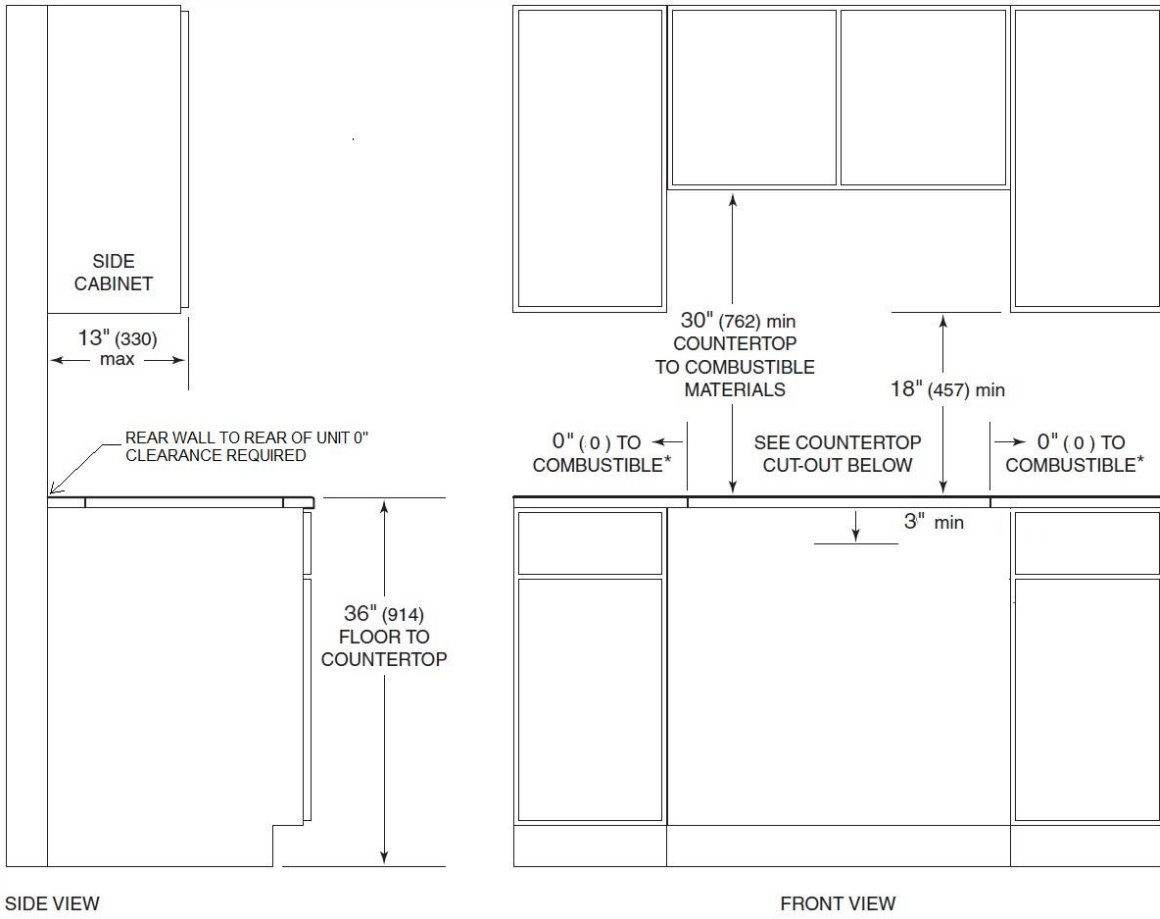 SIDE
CABINET
13" (330)
max
REAR WALL TO REAR OF UNIT 0"
CLEARANCE REQUIRED
36" (914)
FLOOR TO
COUNTERTOP
SIDE VIEW
30" (762) min
COUNTERTOP
TO COMBUSTIBLE
MATERIALS
18" (457) min
0" ( 0 ) TO
COMBUSTIBLE*
SEE COUNTERTOP
CUT-OUT BELOW
0" ( 0 ) TO
COMBUSTIBLE*
3" min
FRONT VIEW